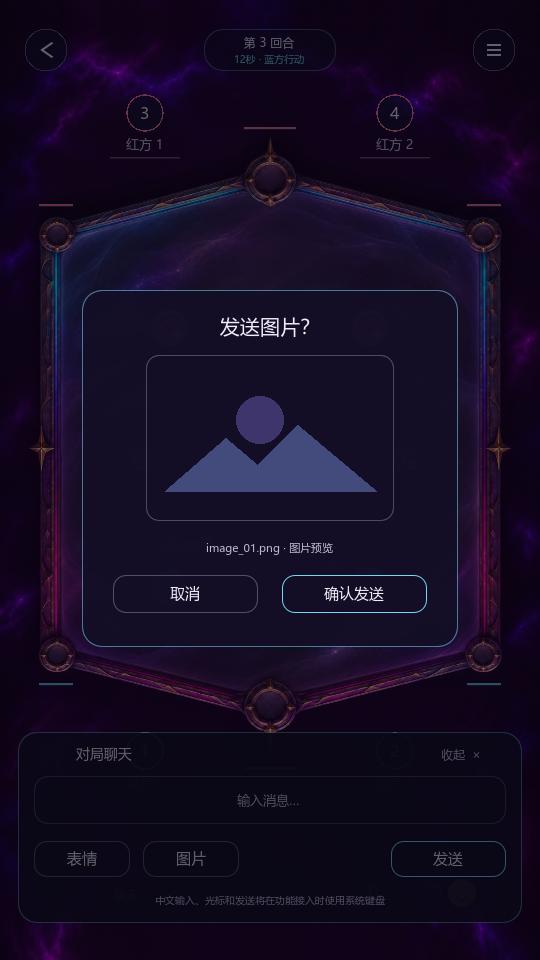 第 3 回合
12秒 · 蓝方行动
3
4
红方 1
红方 2
发送图片?
image_01.png · 图片预览
取消
确认发送
1
2
对局聊天
收起 ×
输入消息...
表情
图片
发送
中文输入、光标和发送将在功能接入时使用系统键盘